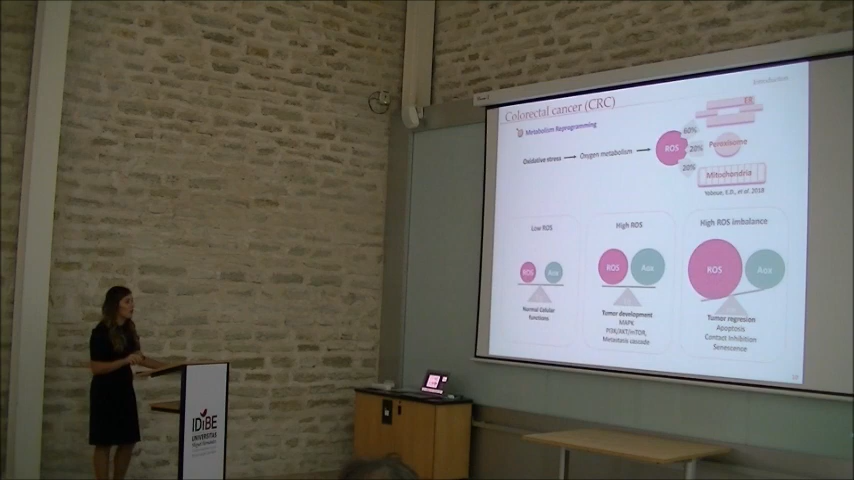 Introduction
Colorectal cancer (CRC)
Metabolism Reprogramming
Oxidative stress
Oxygen metabolism
ROS
60%
20%
20%
ER
Peroxisome
Mitochondria
et al. 2018
Low ROS
ROS
Aox
Normal Cellular
functions
High ROS
ROS
Aox
Tumor development
MAPK
PI3K/AKT/mTOR,
Metastasis cascade
High ROS imbalance
ROS
Aox
Tumor regresion
Apoptosis
Contact Inhibition
Senescence
IDiBE
UNIVERSITAS
Miguel Hernández